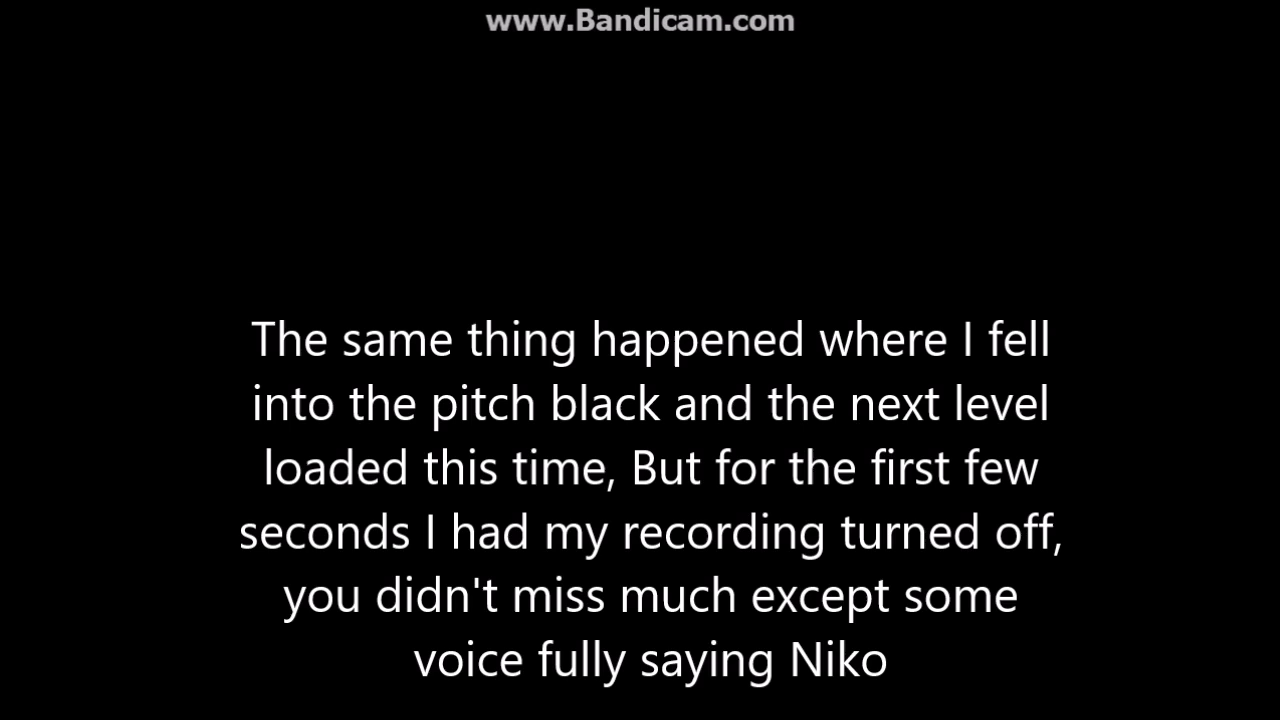 www.Bandicam.com
The same thing happened where I fell
into the pitch black and the next level
loaded this time, But for the first few
seconds I had my recording turned off,
you didn't miss much except some
voice fully saying Niko